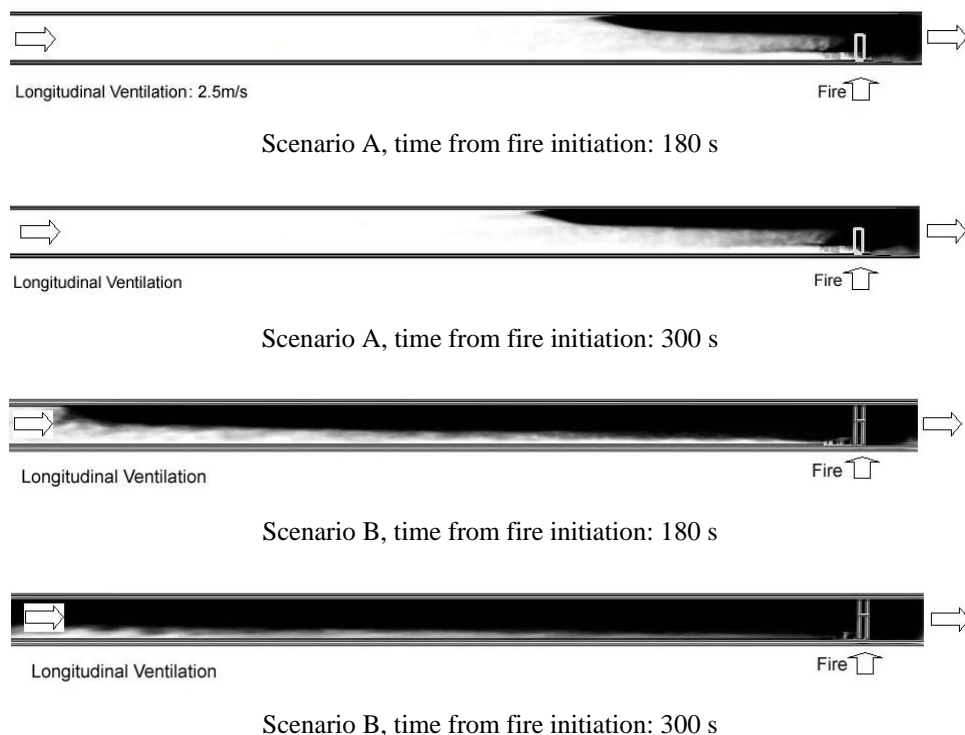 Longitudinal Ventilation: 2.5m/s
Fire
Scenario A, time from fire initiation: 180 s
Longitudinal Ventilation
Fire
Scenario A, time from fire initiation: 300 s
Longitudinal Ventilation
Fire
Scenario B, time from fire initiation: 180 s
Longitudinal Ventilation
Fire
Scenario B, time from fire initiation: 300 s